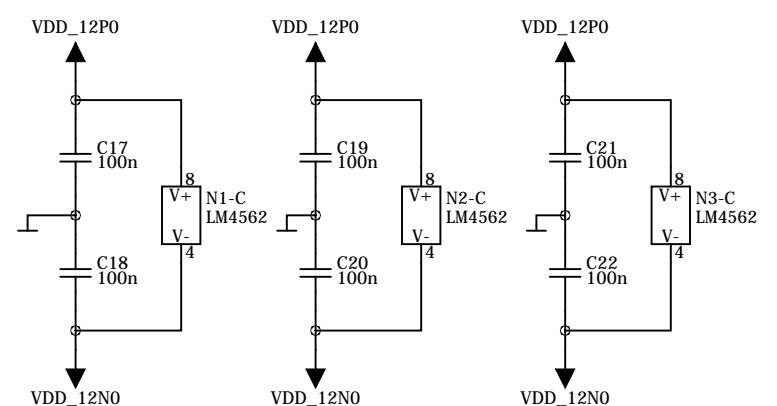 VDD_12P0
VDD_12P0
VDD_12P0
C17
100n
8
V+
N1-C
LM4562
V-
4
C18
100n
VDD_12N0
C19
100n
8
V+
N2-C
LM4562
V-
4
C20
100n
VDD_12N0
C21
100n
8
V+
N3-C
LM4562
V-
4
C22
100n
VDD_12N0